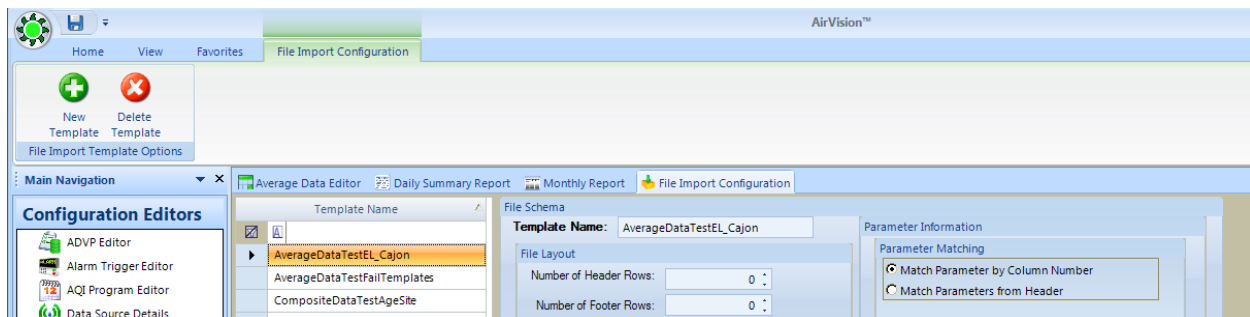 AirVision™
Home View Favorites File Import Configuration
New Template Delete Template
File Import Template Options
Main Navigation
Average Data Editor Daily Summary Report Monthly Report File Import Configuration
Configuration Editors
ADVP Editor
Alarm Trigger Editor
AQI Program Editor
Data Source Details
Template Name
A
AverageDataTestEL_Cajon
AverageDataTestFailTemplates
CompositeDataTestAgeSite
File Schema
Template Name: AverageDataTestEL_Cajon
File Layout
Number of Header Rows: 0
Number of Footer Rows: 0
Parameter Information
Parameter Matching
Match Parameter by Column Number
Match Parameters from Header